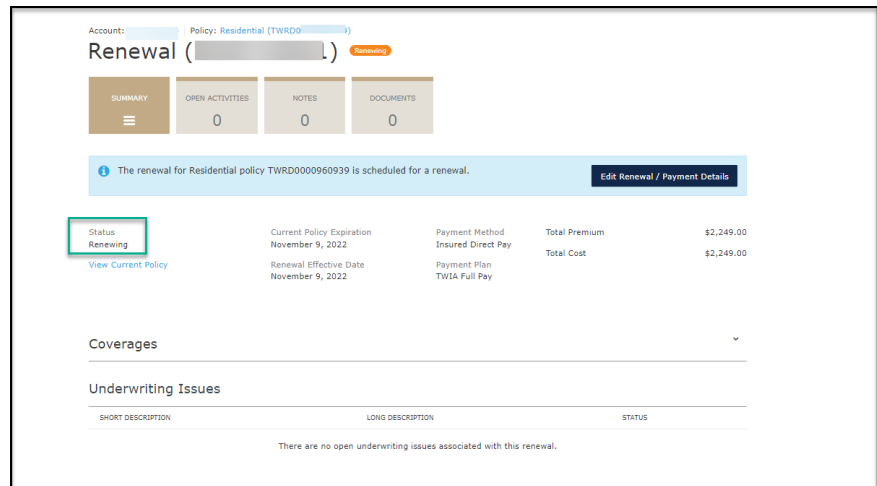 Account: Policy: Residential (TWRD0 )
Renewal ( ) Renewing
SUMMARY
OPEN ACTIVITIES
0
NOTES
0
DOCUMENTS
0
The renewal for Residential policy TWRD0000960939 is scheduled for a renewal.
Edit Renewal / Payment Details
Status
Renewing
View Current Policy
Current Policy Expiration
November 9, 2022
Renewal Effective Date
November 9, 2022
Payment Method
Insured Direct Pay
Payment Plan
TWIA Full Pay
Total Premium $2,249.00
Total Cost $2,249.00
Coverages
Underwriting Issues
SHORT DESCRIPTION LONG DESCRIPTION STATUS
There are no open underwriting issues associated with this renewal.